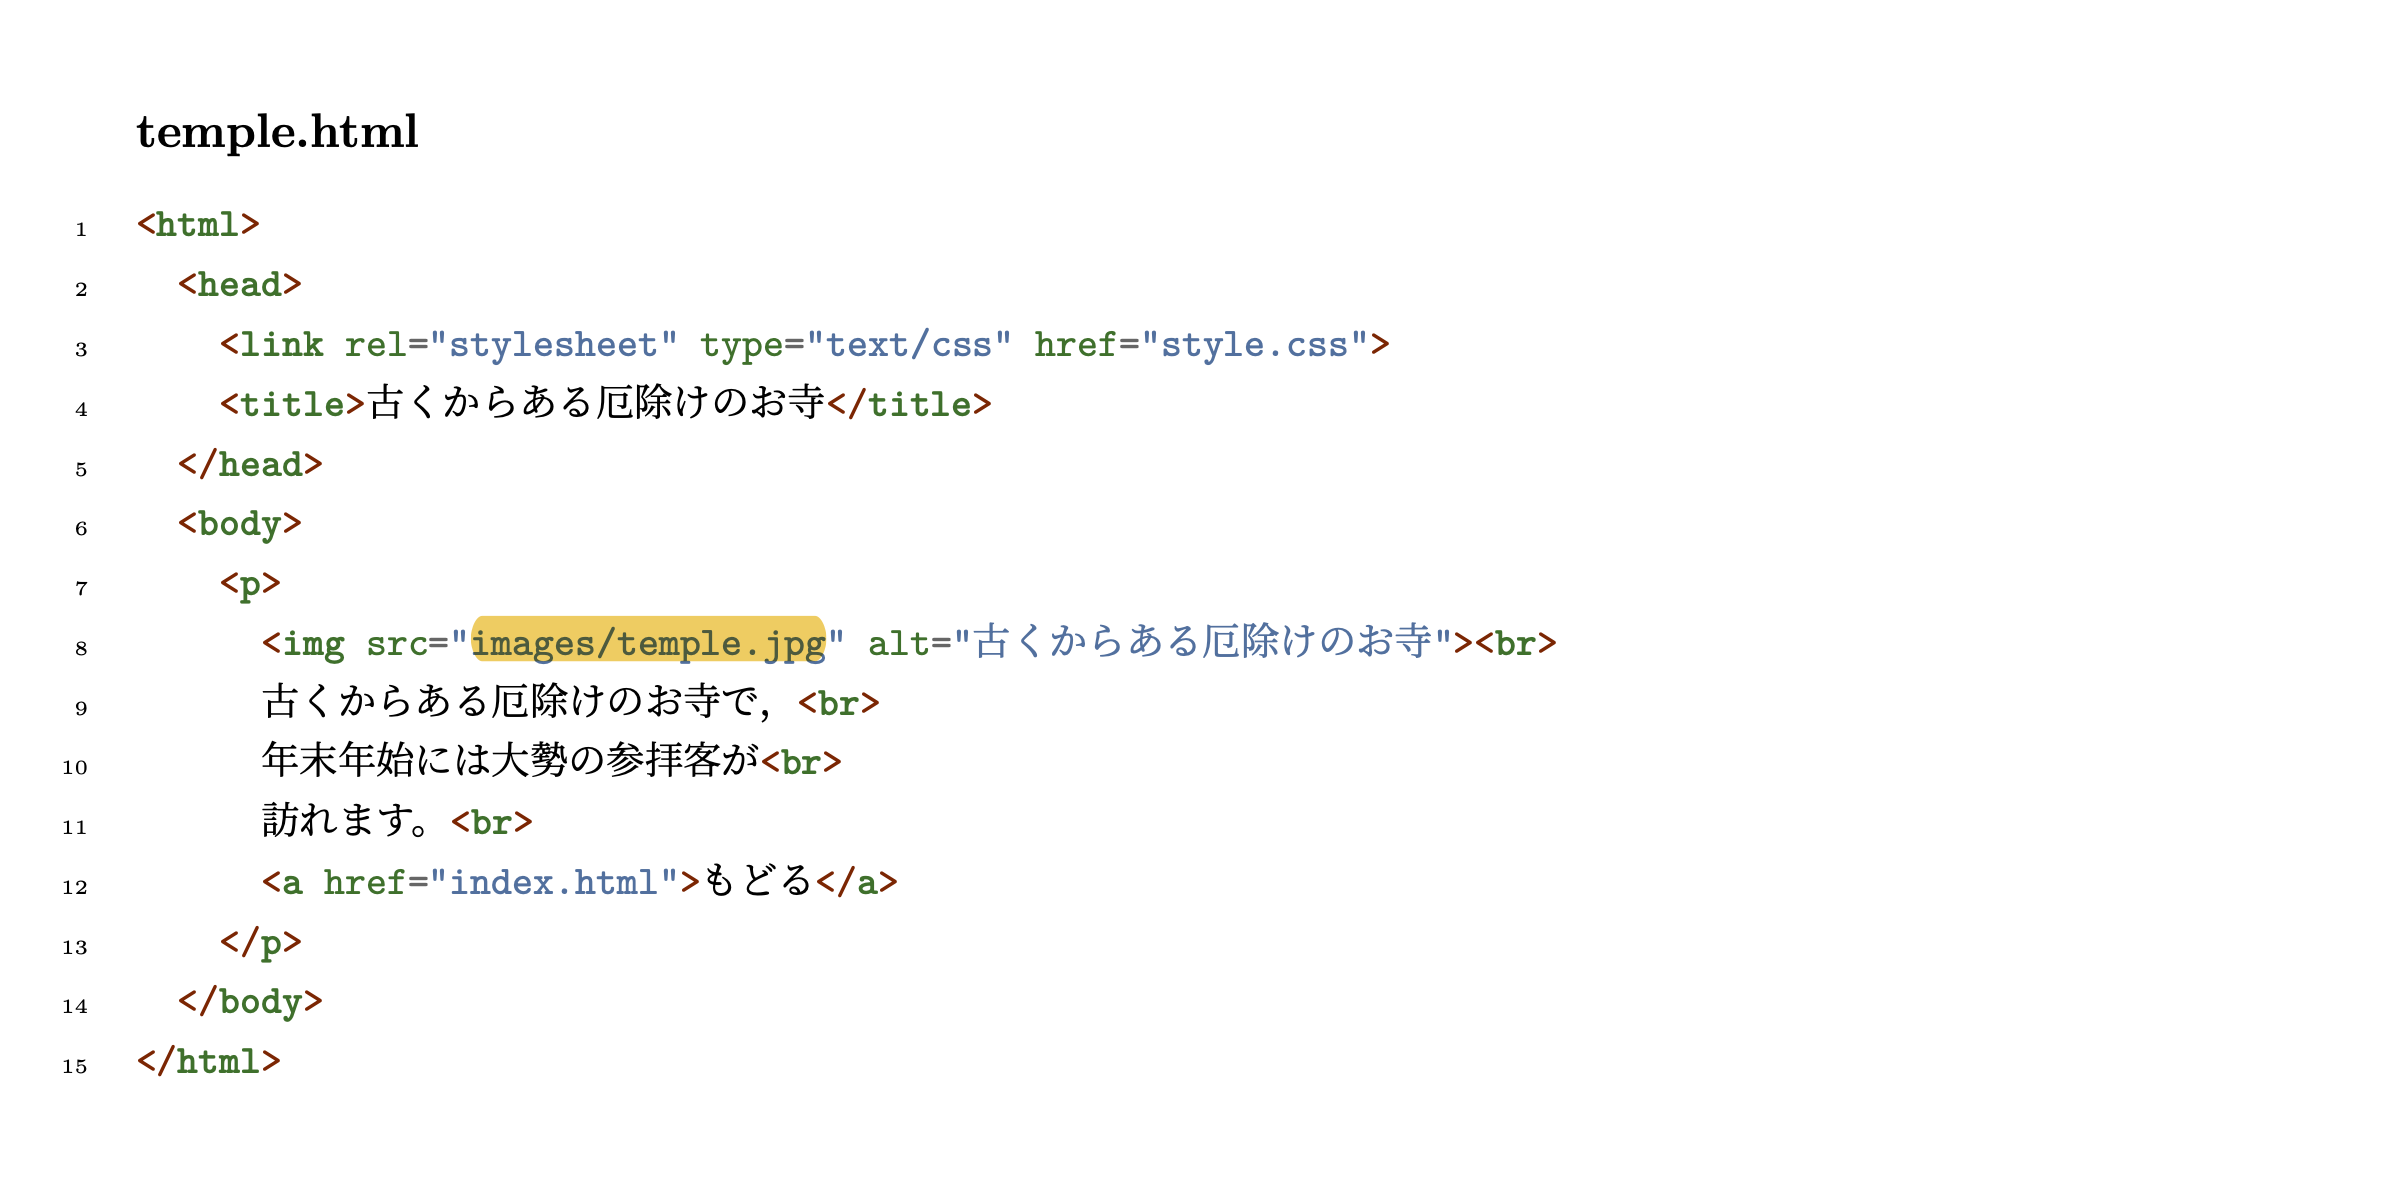 temple.html
1 <html>
2   <head>
3     <link rel="stylesheet" type="text/css" href="style.css">
4     <title>古くからある厄除けのお寺</title>
5   </head>
6   <body>
7     <p>
8       <img src="images/temple.jpg" alt="古くからある厄除けのお寺"><br>
9       古くからある厄除けのお寺で，<br>
10       年末年始には大勢の参拝客が<br>
11       訪れます。<br>
12       <a href="index.html">もどる</a>
13     </p>
14   </body>
15 </html>